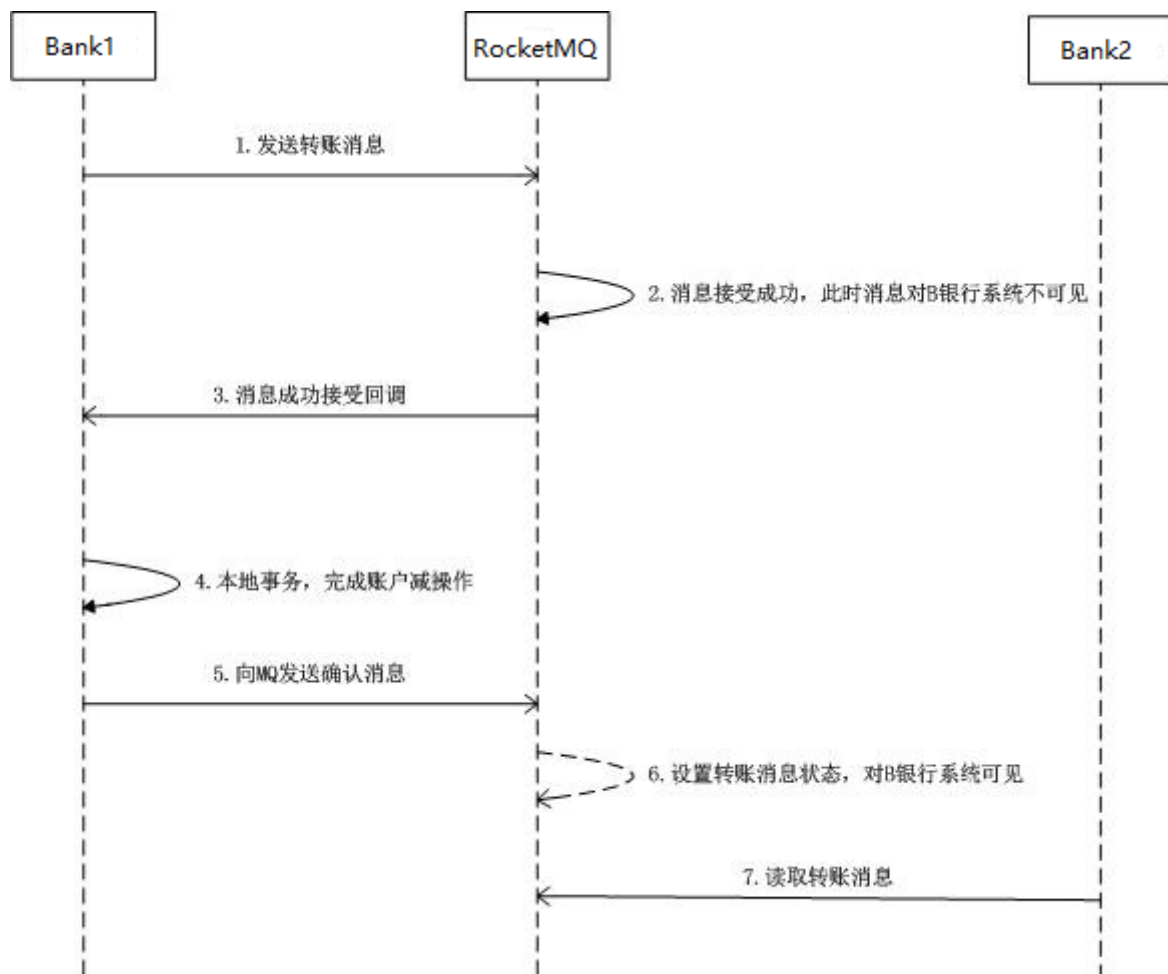 Bank1
RocketMQ
Bank2
1.发送转账消息
2.消息接受成功，此时消息对B银行系统不可见
3.消息成功接受回调
4.本地事务，完成账户减操作
5.向MQ发送确认消息
6.设置转账消息状态，对B银行系统可见
7.读取转账消息